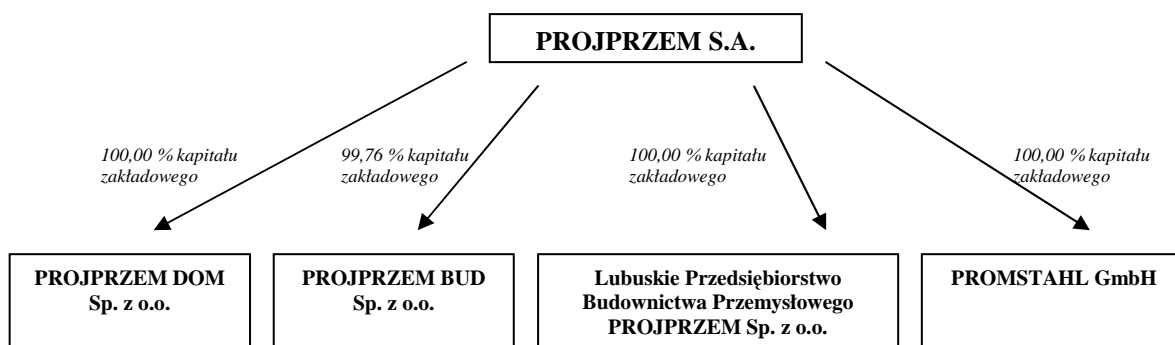 PROJPRZEM S.A.
100,00 % kapitału
zakładowego
99,76 % kapitału
zakładowego
100,00 % kapitału
zakładowego
100,00 % kapitału
zakładowego
PROJPRZEM DOM
Sp. z o.o.
PROJPRZEM BUD
Sp. z o.o.
Lubuskie Przedsiębiorstwo
Budownictwa Przemysłowego
PROJPRZEM Sp. z o.o.
PROMSTAHL GmbH